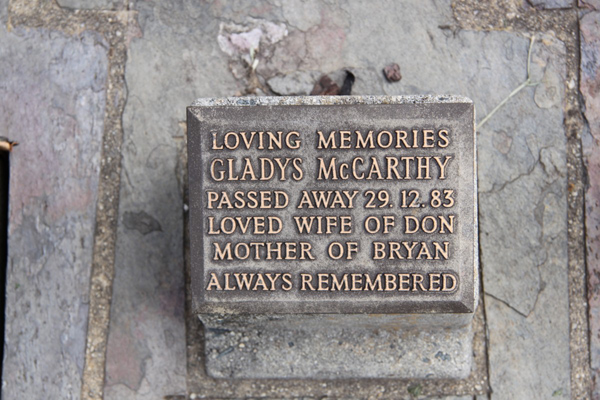 LOVING MEMORIES
GLADYS McCARTHY
PASSED AWAY 29.12.83
LOVED WIFE OF DON
MOTHER OF BRYAN
ALWAYS REMEMBERED